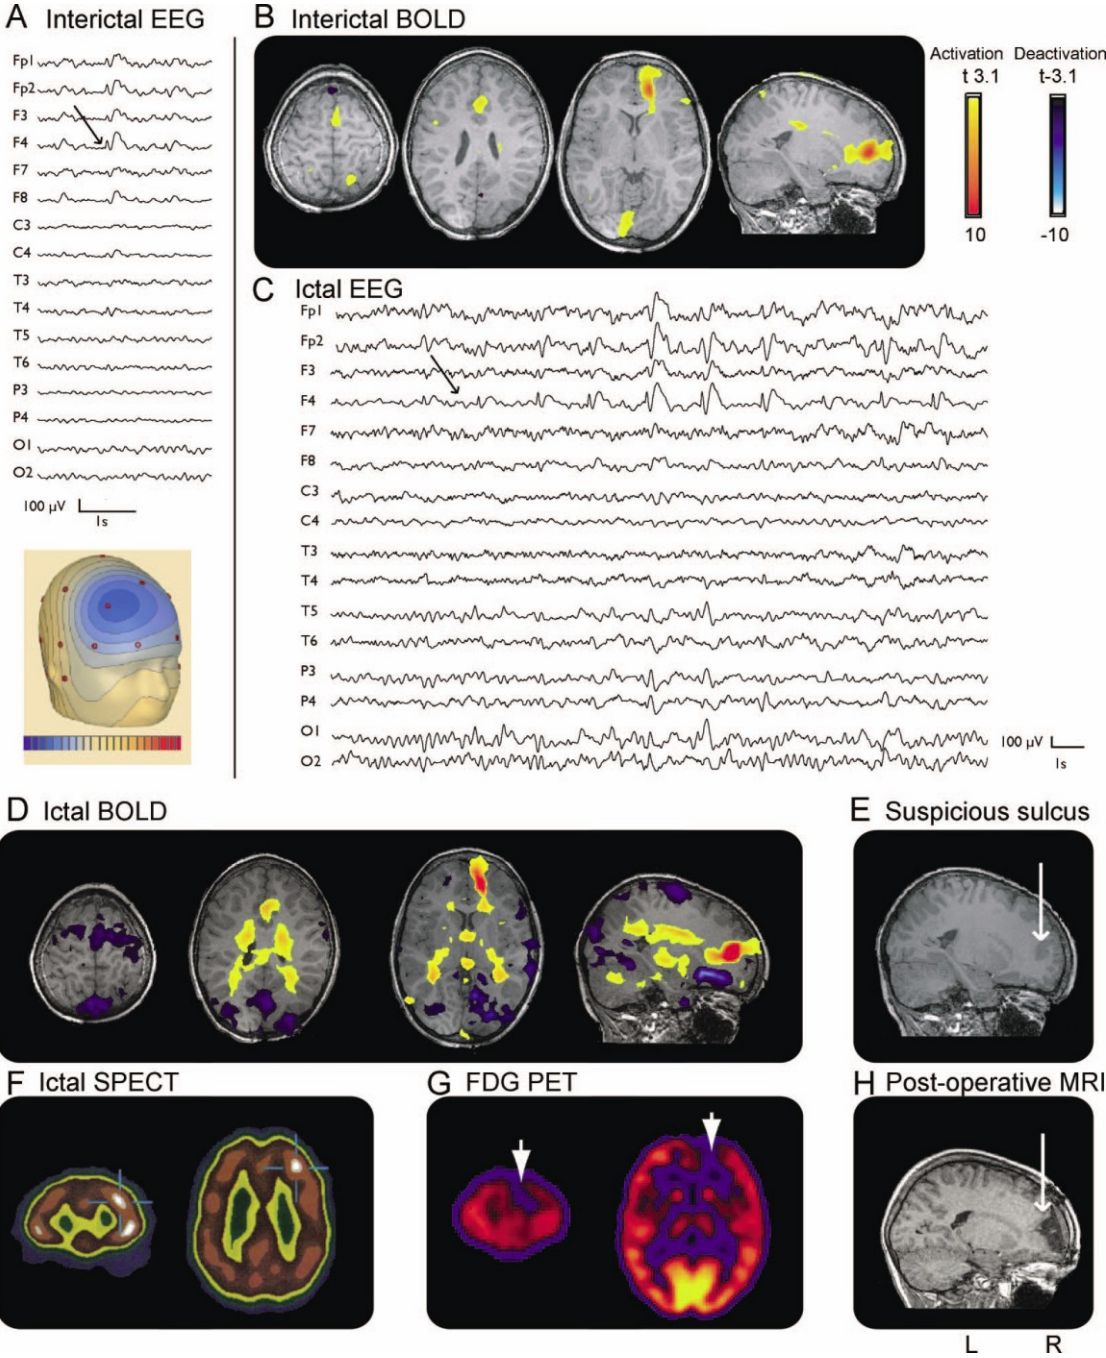 A Interictal EEG
Fp1
Fp2
F3
F4
F7
F8
C3
C4
T3
T4
T5
T6
P3
P4
O1
O2
100 µV
1s
B Interictal BOLD
Activation
t 3.1
10
Deactivation
t-3.1
-10
C Ictal EEG
Fp1
Fp2
F3
F4
F7
F8
C3
C4
T3
T4
T5
T6
P3
P4
O1
O2
100 µV
1s
D Ictal BOLD
E Suspicious sulcus
F Ictal SPECT
G FDG PET
H Post-operative MRI
L R